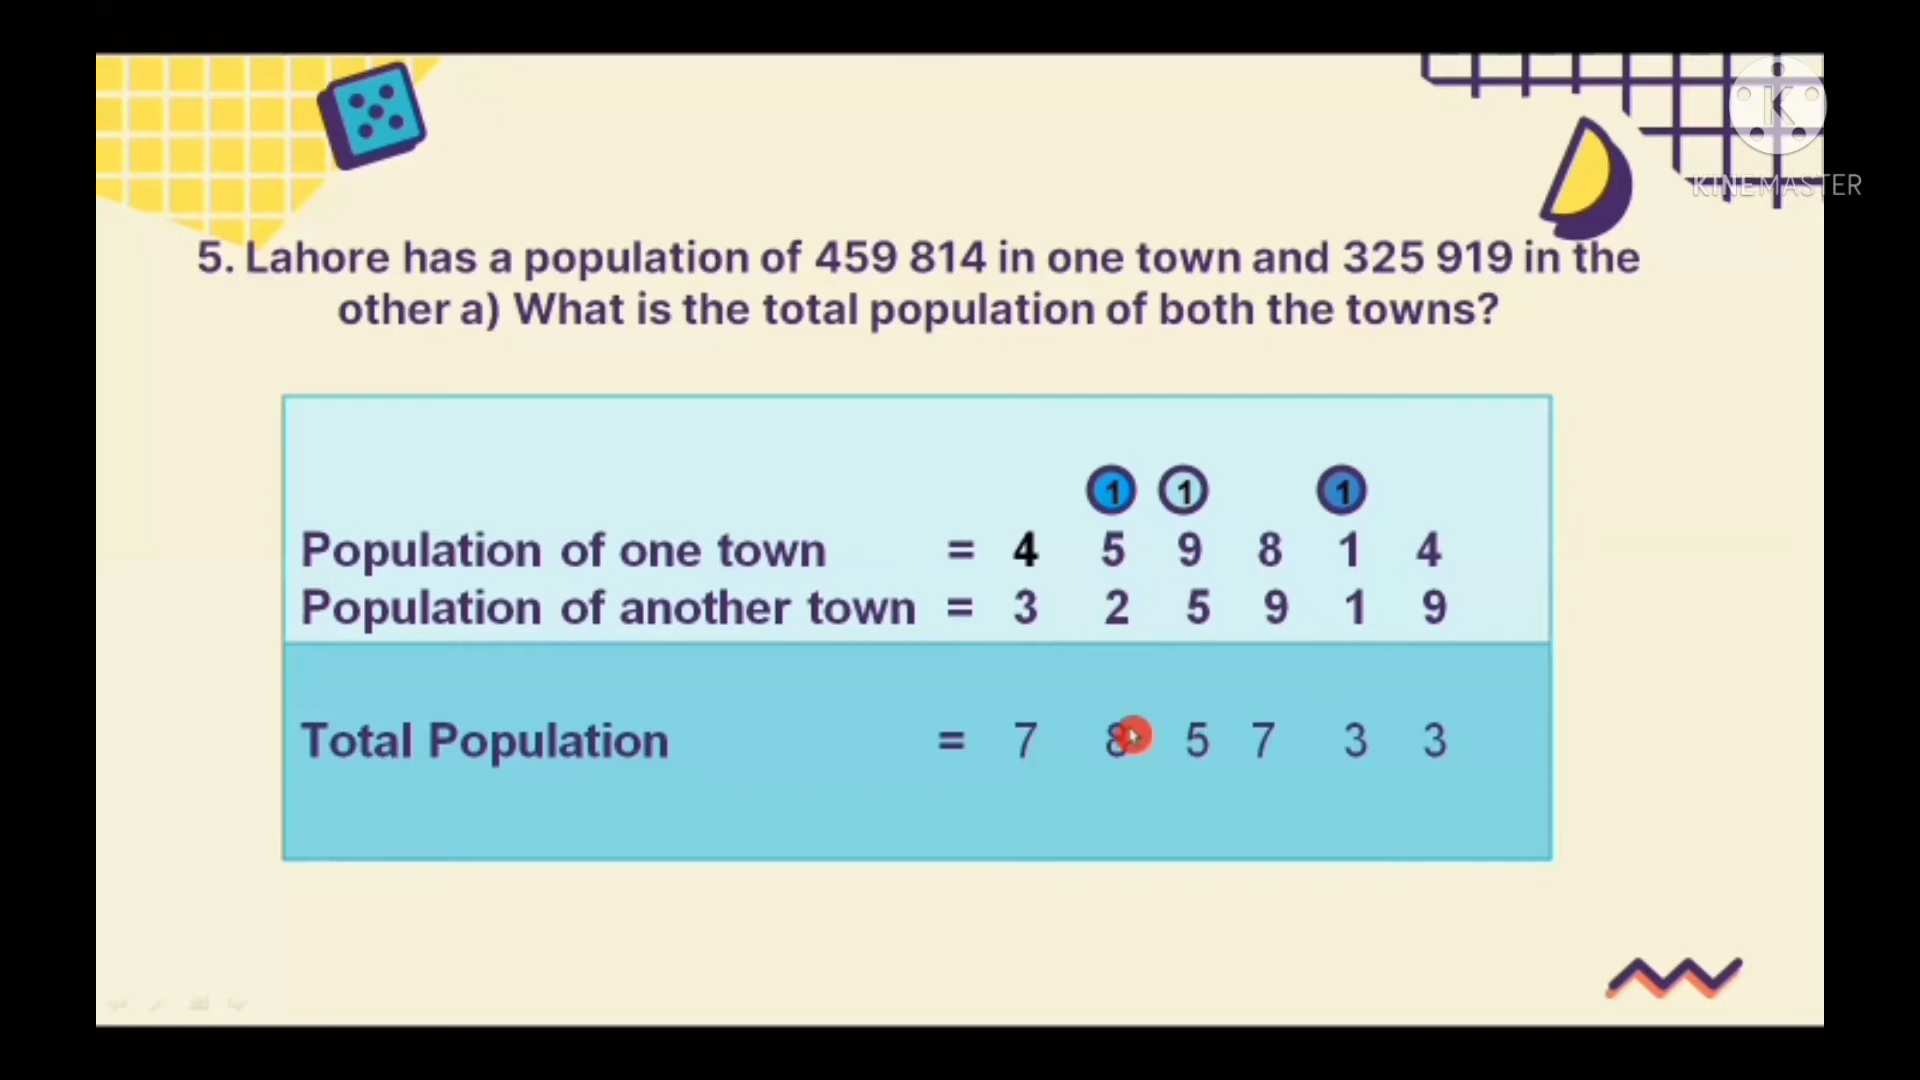 K
KINEMASTER
5. Lahore has a population of 459 814 in one town and 325 919 in the
other a) What is the total population of both the towns?
1 1 1
Population of one town = 4 5 9 8 1 4
Population of another town = 3 2 5 9 1 9
Total Population = 7 8 5 7 3 3